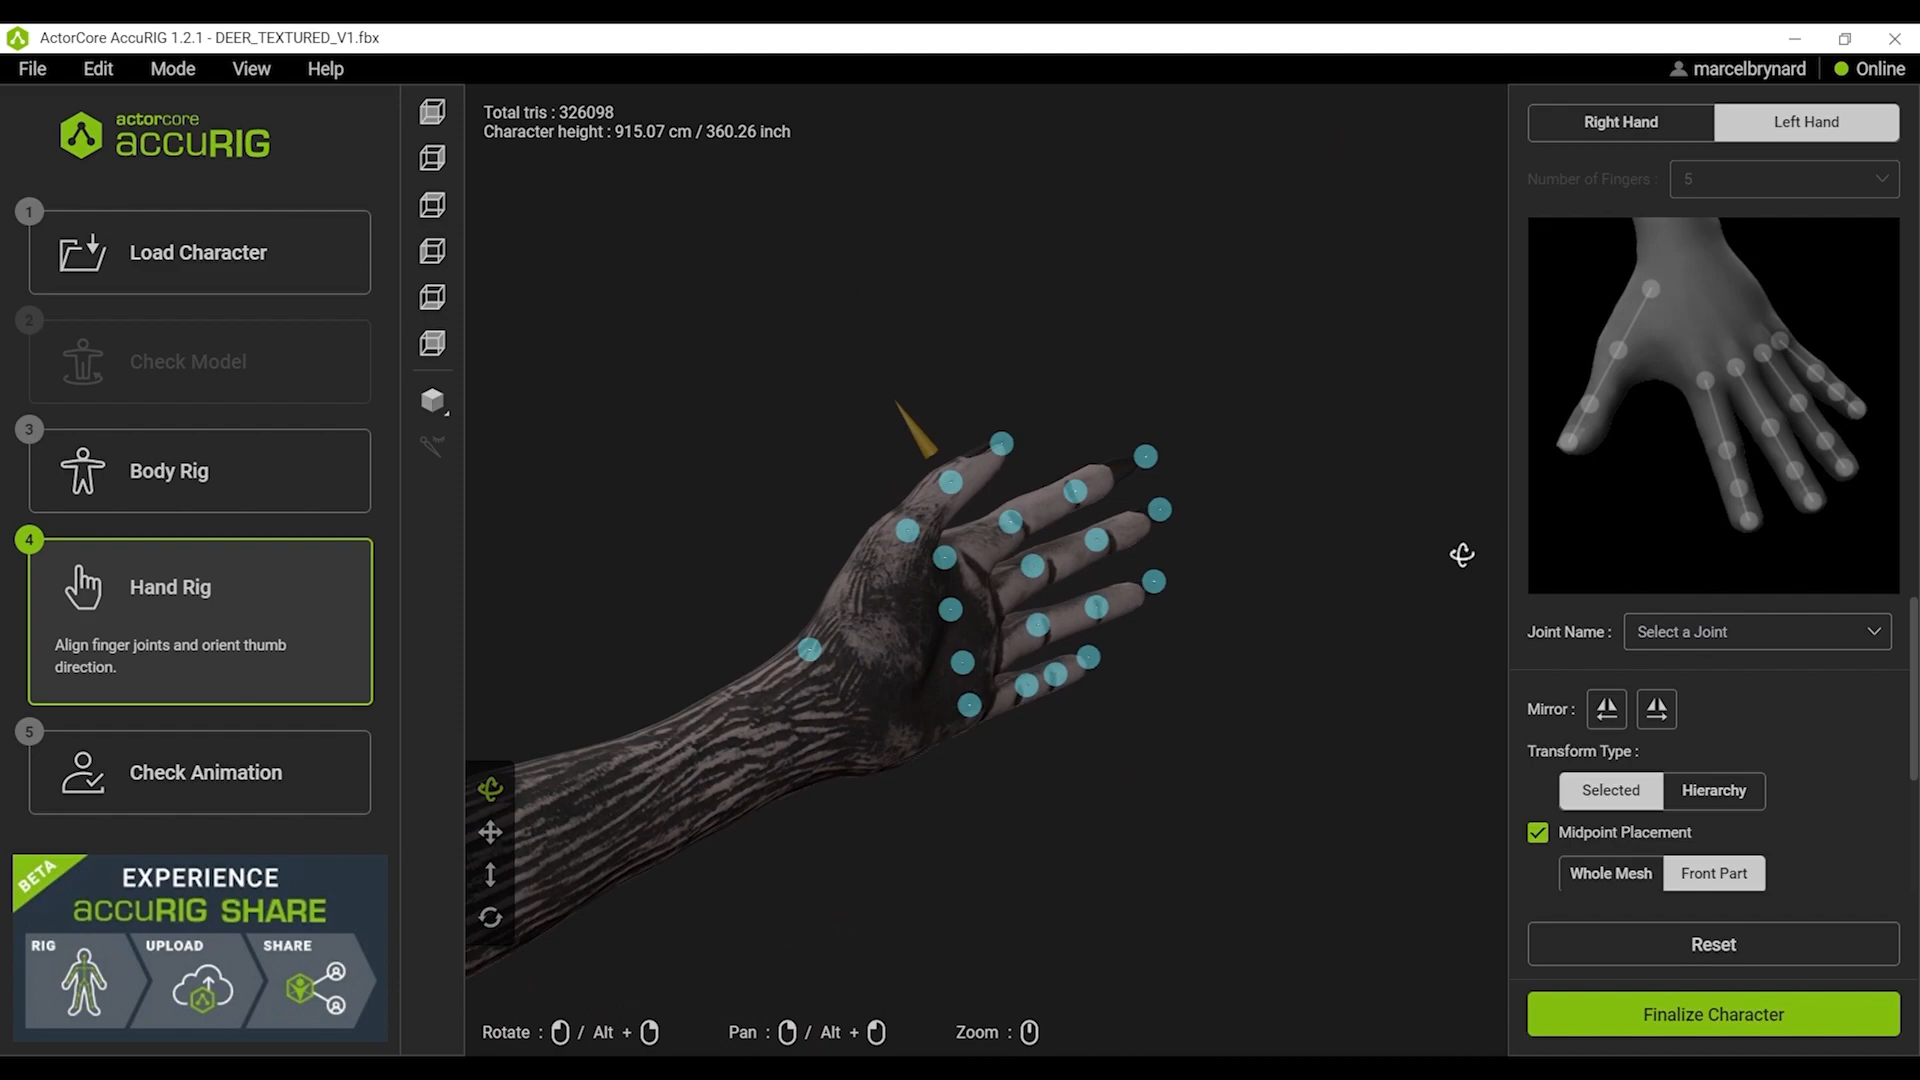 ActorCore AccuRIG 1.2.1 - DEER_TEXTURED_V1.fbx
File Edit Mode View Help
marcelbrynard Online
actorcore
accuRIG
1
Load Character
2
Check Model
3
Body Rig
4
Hand Rig
Align finger joints and orient thumb
direction.
5
Check Animation
BETA
EXPERIENCE
accuRIG SHARE
RIG UPLOAD SHARE
Total tris : 326098
Character height : 915.07 cm / 360.26 inch
Rotate : / Alt + Pan : / Alt + Zoom :
Right Hand Left Hand
Number of Fingers : 5
Joint Name : Select a Joint
Mirror :
Transform Type :
Selected Hierarchy
Midpoint Placement
Whole Mesh Front Part
Reset
Finalize Character